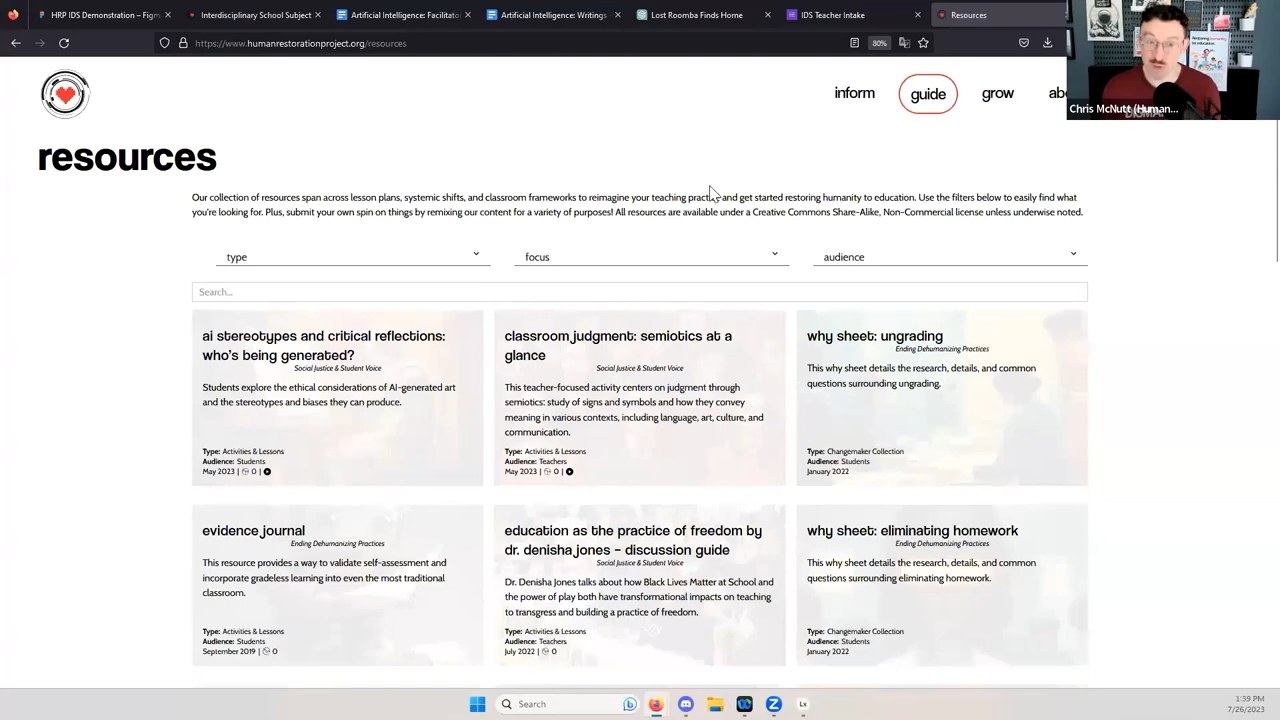 HRP IDS Demonstration – Figm
Interdisciplinary School Subject
Artificial Intelligence: Facilitator
Artificial Intelligence: Writings
Lost Roomba Finds Home
IDS Teacher Intake
Resources
https://www.humanrestorationproject.org/resources
80%
inform
guide
grow
abo
Chris McNutt (Human...
resources
Our collection of resources span across lesson plans, systemic shifts, and classroom frameworks to reimagine your teaching practice and get started restoring humanity to education. Use the filters below to easily find what
you're looking for. Plus, submit your own spin on things by remixing our content for a variety of purposes! All resources are available under a Creative Commons Share-Alike, Non-Commercial license unless underwise noted.
type
focus
audience
Search...
ai stereotypes and critical reflections:
who's being generated?
Social Justice & Student Voice
Students explore the ethical considerations of AI-generated art
and the stereotypes and biases they can produce.
Type: Activities & Lessons
Audience: Students
May 2023 | 0 |
classroom judgment: semiotics at a
glance
Social Justice & Student Voice
This teacher-focused activity centers on judgment through
semiotics: study of signs and symbols and how they convey
meaning in various contexts, including language, art, culture, and
communication.
Type: Activities & Lessons
Audience: Teachers
May 2023 | 0 |
why sheet: ungrading
Ending Dehumanizing Practices
This why sheet details the research, details, and common
questions surrounding ungrading.
Type: Changemaker Collection
Audience: Students
January 2022
evidence journal
Ending Dehumanizing Practices
This resource provides a way to validate self-assessment and
incorporate gradeless learning into even the most traditional
classroom.
Type: Activities & Lessons
Audience: Students
September 2019 | 0
education as the practice of freedom by
dr. denisha jones – discussion guide
Social Justice & Student Voice
Dr. Denisha Jones talks about how Black Lives Matter at School and
the power of play both have transformational impacts on teaching
to transgress and building a practice of freedom.
Type: Activities & Lessons
Audience: Teachers
July 2022 | 0
why sheet: eliminating homework
Ending Dehumanizing Practices
This why sheet details the research, details, and common
questions surrounding eliminating homework.
Type: Changemaker Collection
Audience: Students
January 2022
Search
Lx
1:39 PM
7/26/2023